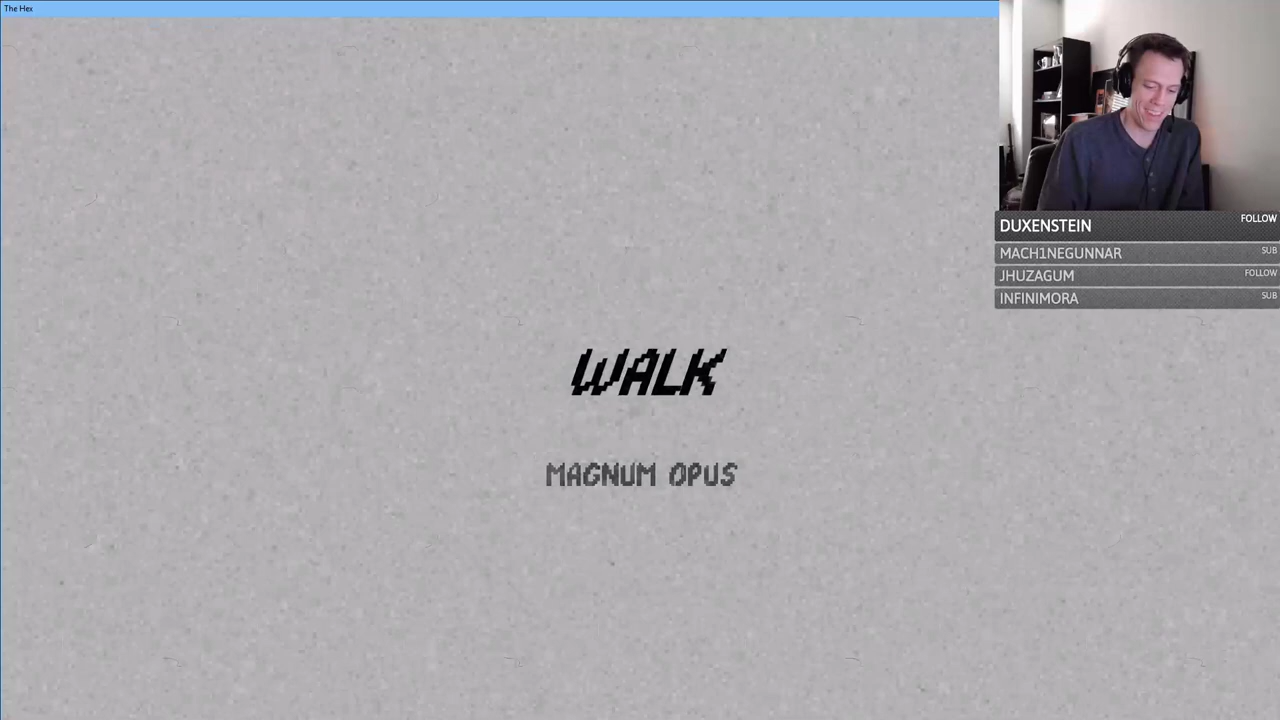 The Hex
WALK
MAGNUM OPUS
DUXENSTEIN FOLLOW
MACH1NEGUNNAR SUB
JHUZAGUM FOLLOW
INFINIMORA SUB